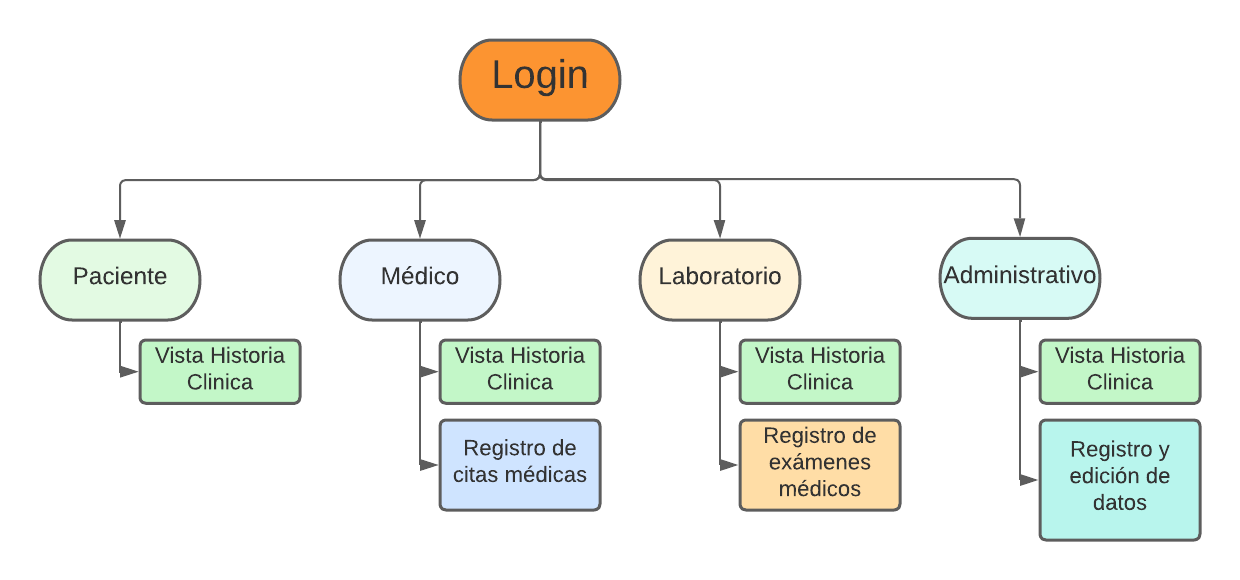 Login
Paciente
Médico
Laboratorio
Administrativo
Vista Historia
Clinica
Vista Historia
Clinica
Registro de
citas médicas
Vista Historia
Clinica
Registro de
exámenes
médicos
Vista Historia
Clinica
Registro y
edición de
datos